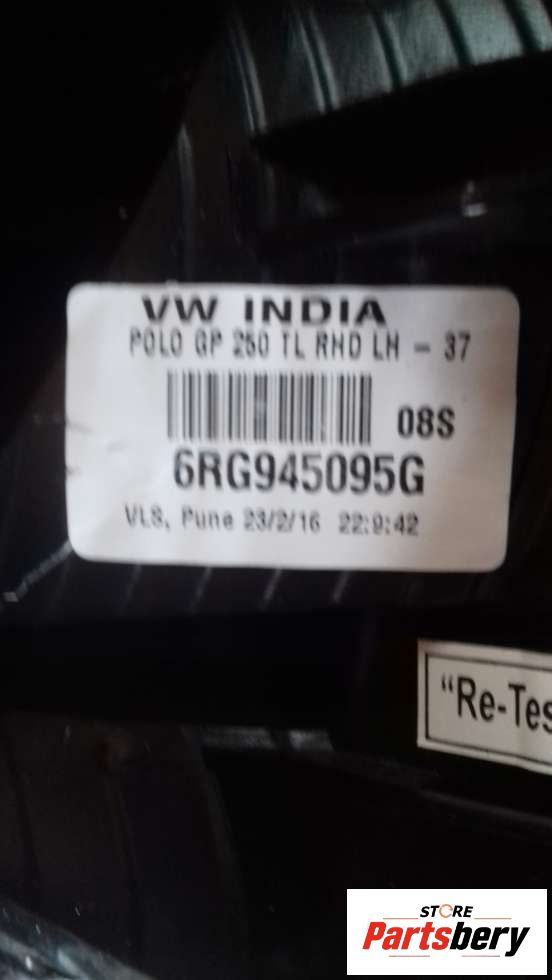 VW INDIA
POLO GP 250 TL RHD LH - 37
08S
6RG945095G
VLS, Pune 23/2/16 22:9:42
"Re-Tes
STORE
Partsbery